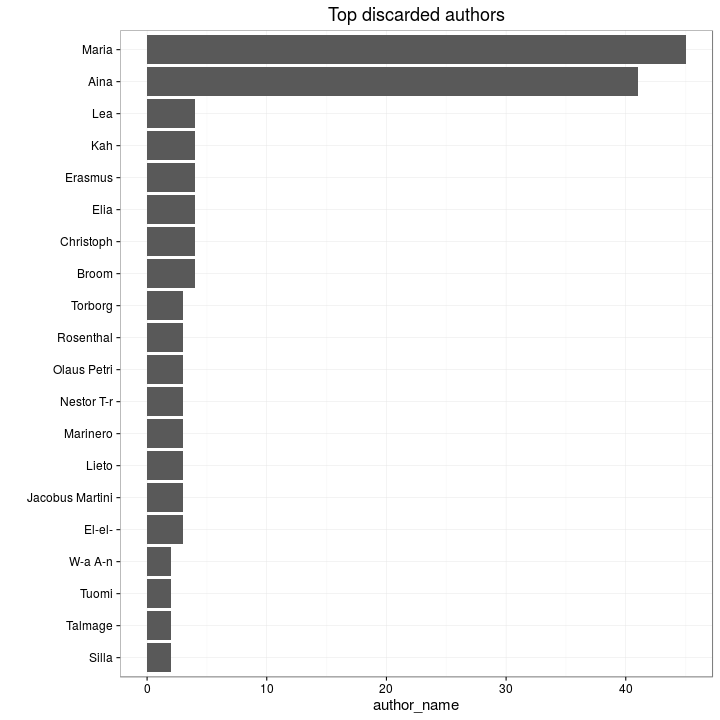 Top discarded authors
Maria
Aina
Lea
Kah
Erasmus
Elia
Christoph
Broom
Torborg
Rosenthal
Olaus Petri
Nestor T-r
Marinero
Lieto
Jacobus Martini
El-el-
W-a A-n
Tuomi
Talmage
Silla
0 10 20 30 40
author_name